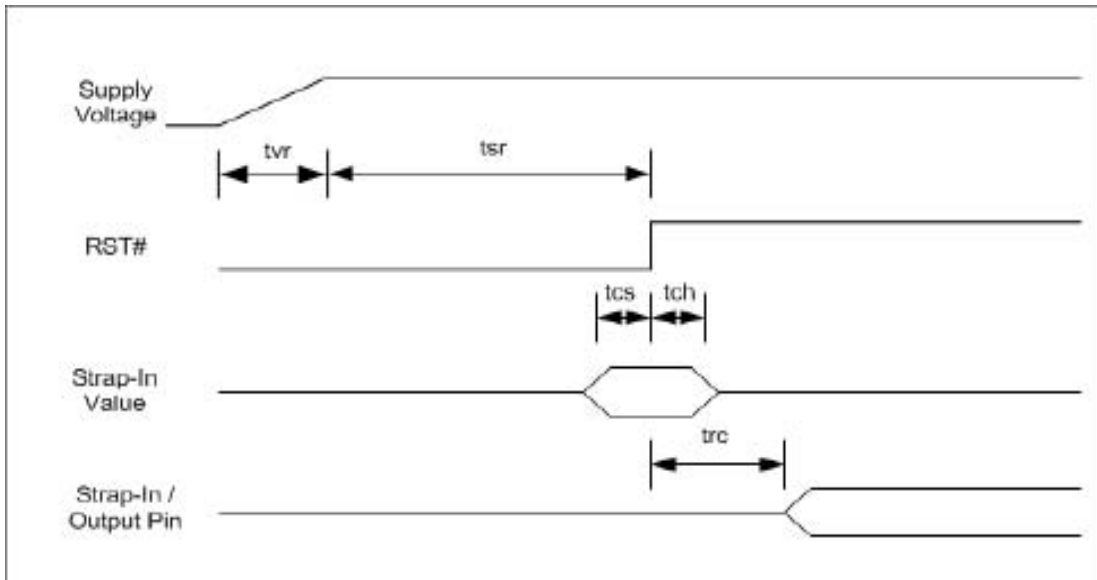 Supply
Voltage
tvr
tsr
RST#
tcs
tch
Strap-In
Value
trc
Strap-In /
Output Pin